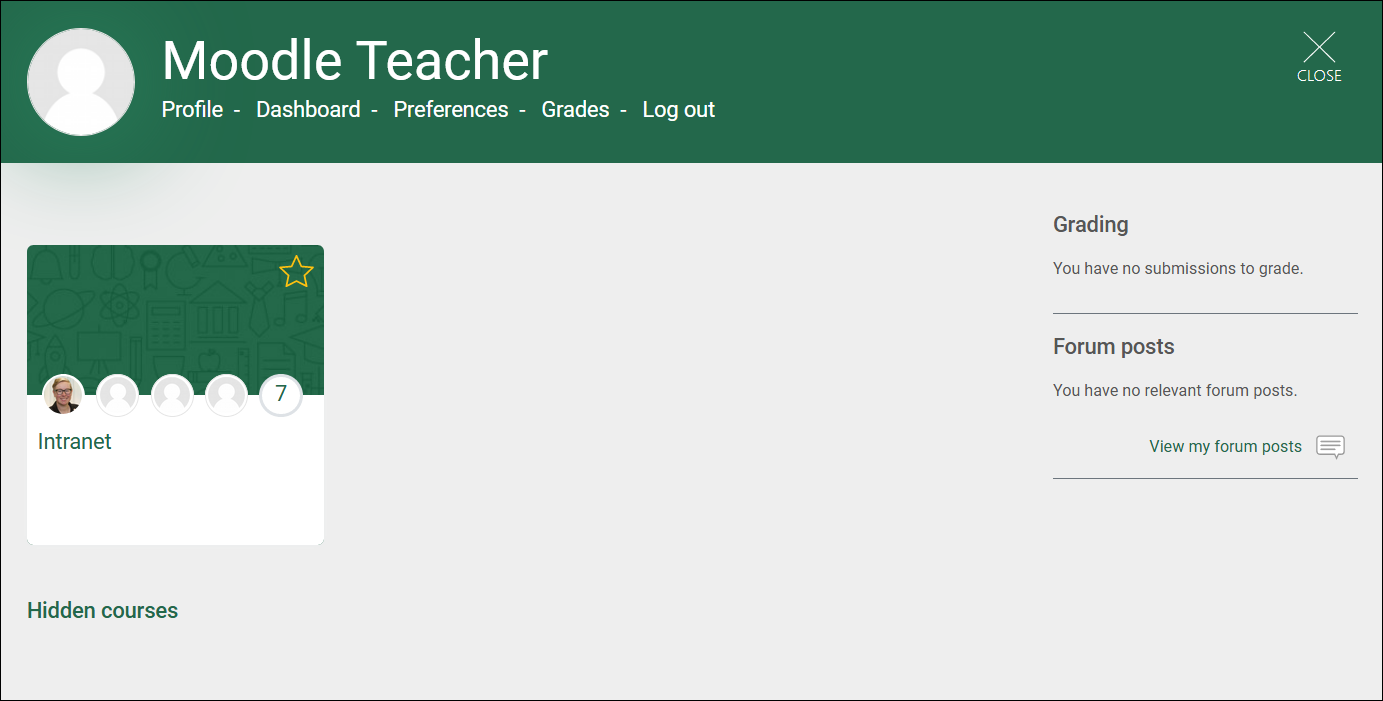 Moodle Teacher
CLOSE
Profile - Dashboard - Preferences - Grades - Log out
7
Intranet
Hidden courses
Grading
You have no submissions to grade.
Forum posts
You have no relevant forum posts.
View my forum posts